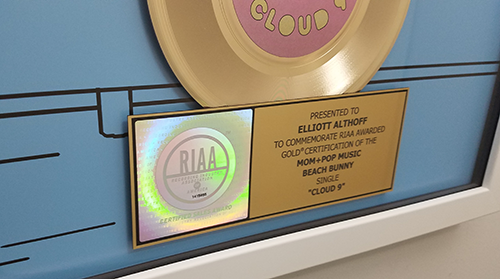 CLOUD 9
PRESENTED TO
ELLIOTT ALTHOFF
TO COMMEMORATE RIAA AWARDED
GOLD® CERTIFICATION OF THE
MOM+POP MUSIC
BEACH BUNNY
SINGLE
"CLOUD 9"
RIAA